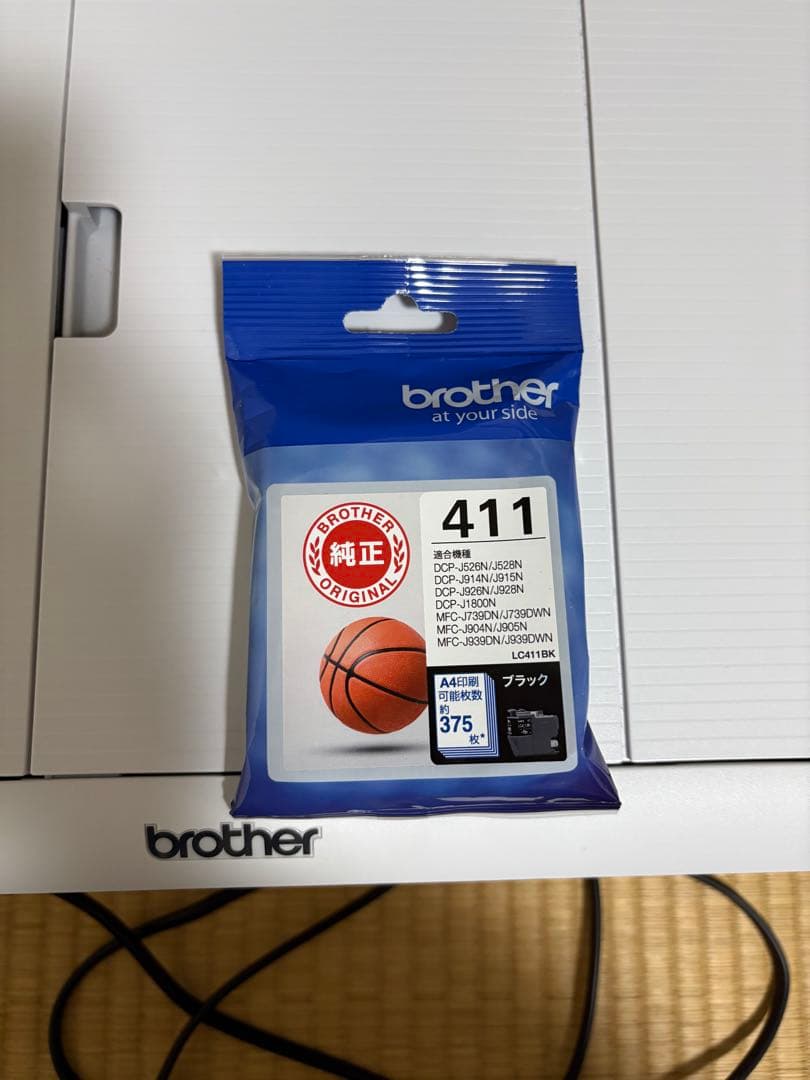 brother
at your side
BROTHER
純正
ORIGINAL
411
適合機種
DCP-J526N/J528N
DCP-J914N/J915N
DCP-J926N/J928N
DCP-J1800N
MFC-J739DN/J739DWN
MFC-J904N/J905N
MFC-J939DN/J939DWN
LC411BK
A4印刷
可能枚数
約
375
枚*
ブラック
brother